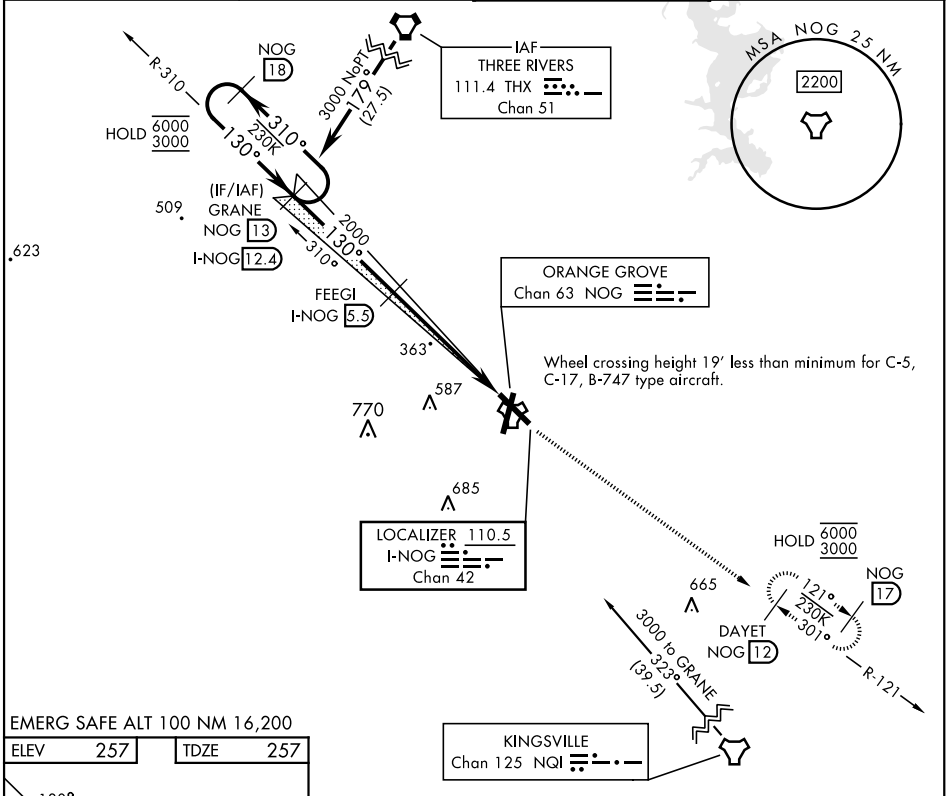 NOG
18
R-310
HOLD 6000
3000
310°
230K
130°
3000 NoPT
179°
(27.5)
IAF
THREE RIVERS
111.4 THX
Chan 51
MSA NOG 25 NM
2200
(IF/IAF)
GRANE
NOG 13
I-NOG 12.4
509
623
2000
130°
310°
FEEGI
I-NOG 5.5
363
ORANGE GROVE
Chan 63 NOG
Wheel crossing height 19' less than minimum for C-5,
C-17, B-747 type aircraft.
587
770
685
LOCALIZER 110.5
I-NOG
Chan 42
HOLD 6000
3000
NOG
17
121°
230K
301°
665
DAYET
NOG 12
R-121
3000 to GRANE
323°
(39.5)
KINGSVILLE
Chan 125 NQI
EMERG SAFE ALT 100 NM 16,200
ELEV 257
TDZE 257